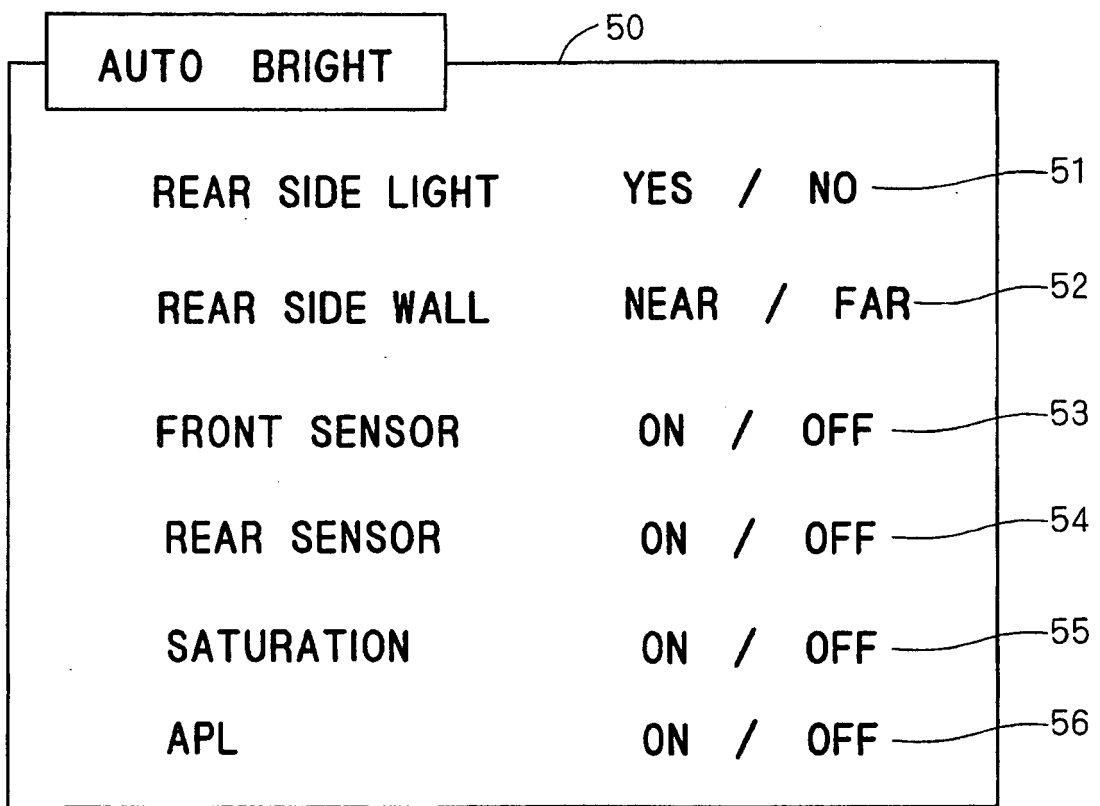 50
AUTO BRIGHT
REAR SIDE LIGHT YES / NO 51
REAR SIDE WALL NEAR / FAR 52
FRONT SENSOR ON / OFF 53
REAR SENSOR ON / OFF 54
SATURATION ON / OFF 55
APL ON / OFF 56